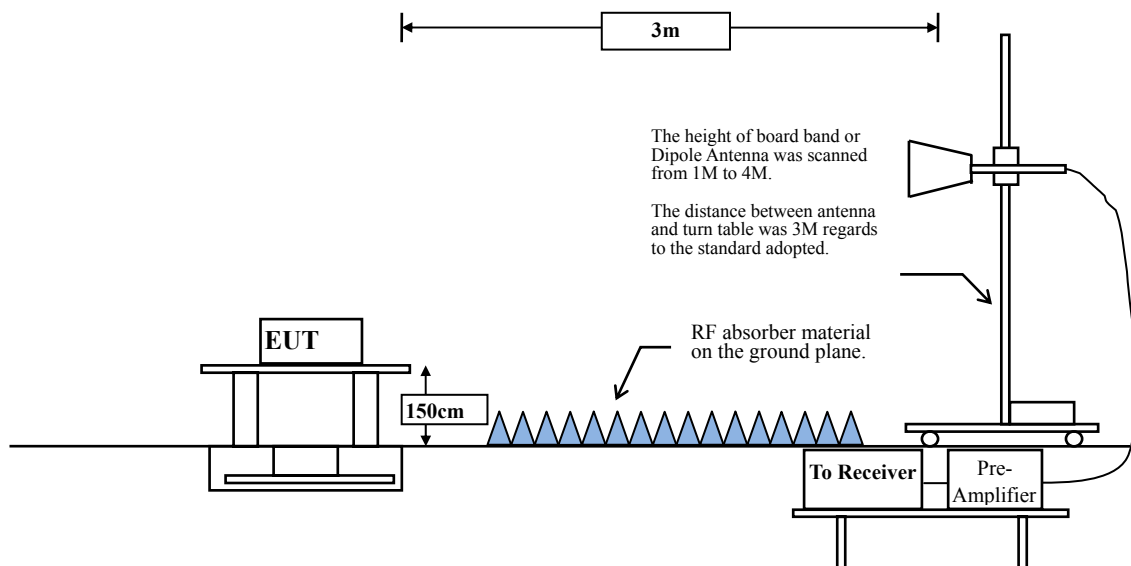 3m
The height of board band or
Dipole Antenna was scanned
from 1M to 4M.
The distance between antenna
and turn table was 3M regards
to the standard adopted.
EUT
RF absorber material
on the ground plane.
150cm
To Receiver
Pre-
Amplifier